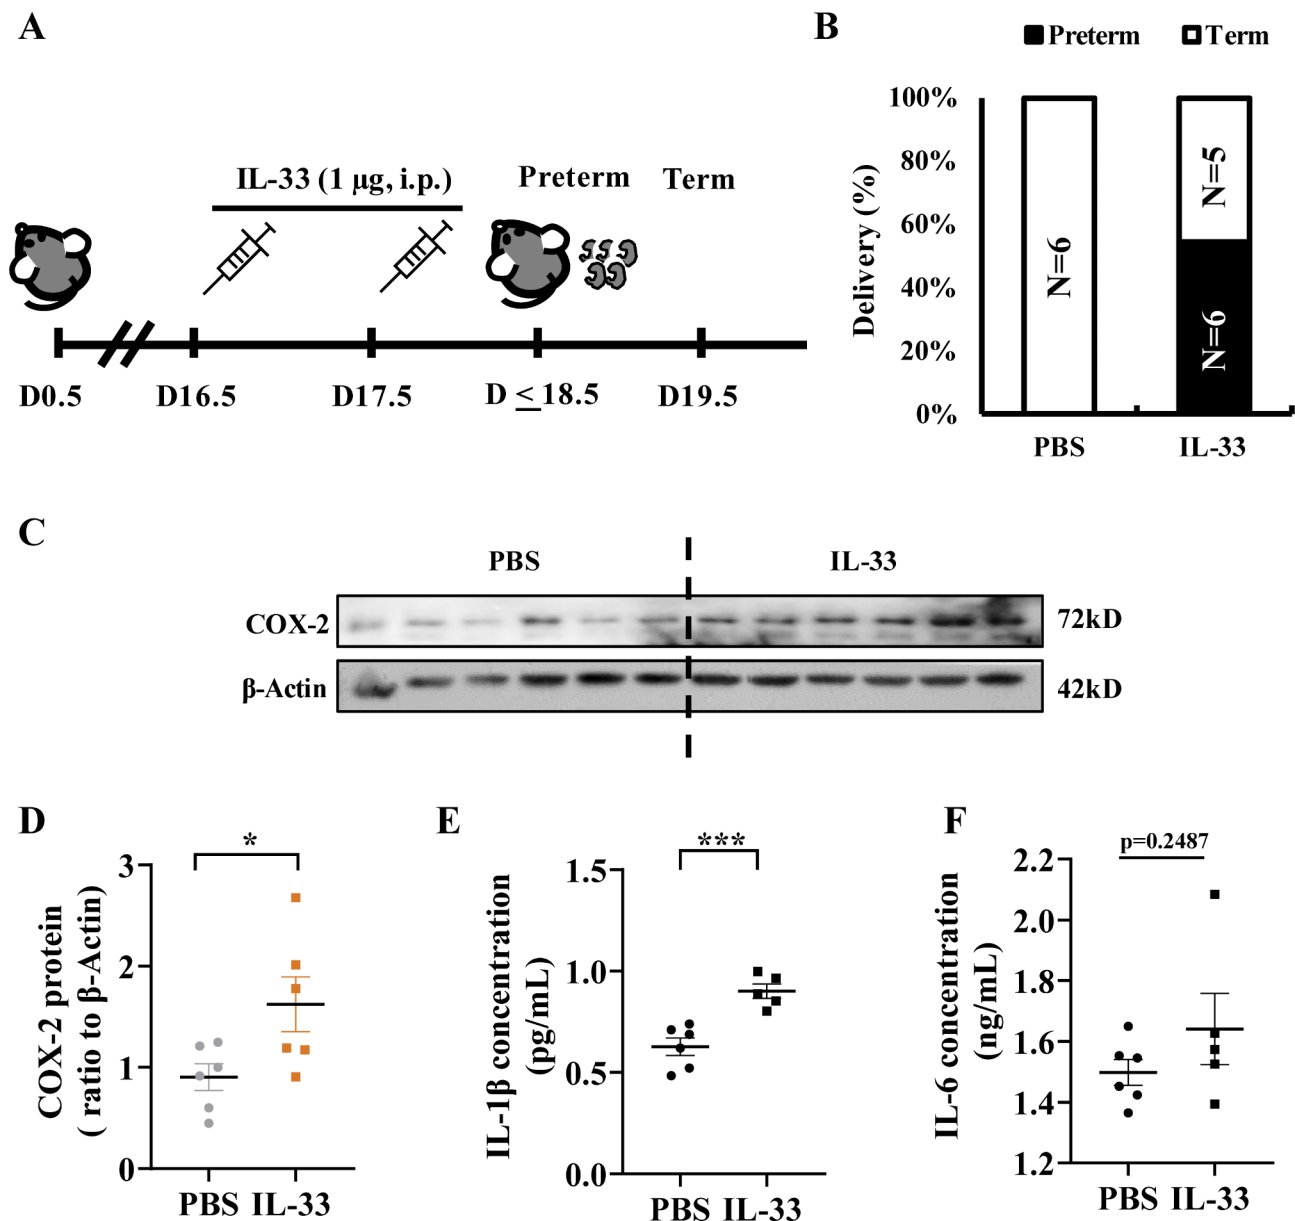 A
IL-33 (1 µg, i.p.)
Preterm
Term
D0.5
D16.5
D17.5
D ≤ 18.5
D19.5
B
Preterm
Term
Delivery (%)
100%
80%
60%
40%
20%
0%
N=6
N=5
N=6
PBS
IL-33
C
PBS
IL-33
COX-2
72kD
β-Actin
42kD
D
COX-2 protein
( ratio to β-Actin)
3
2
1
0
*
PBS
IL-33
E
IL-1β concentration
(pg/mL)
1.5
1.0
0.5
0.0
***
PBS
IL-33
F
IL-6 concentration
(ng/mL)
2.2
2.0
1.8
1.6
1.4
1.2
p=0.2487
PBS
IL-33